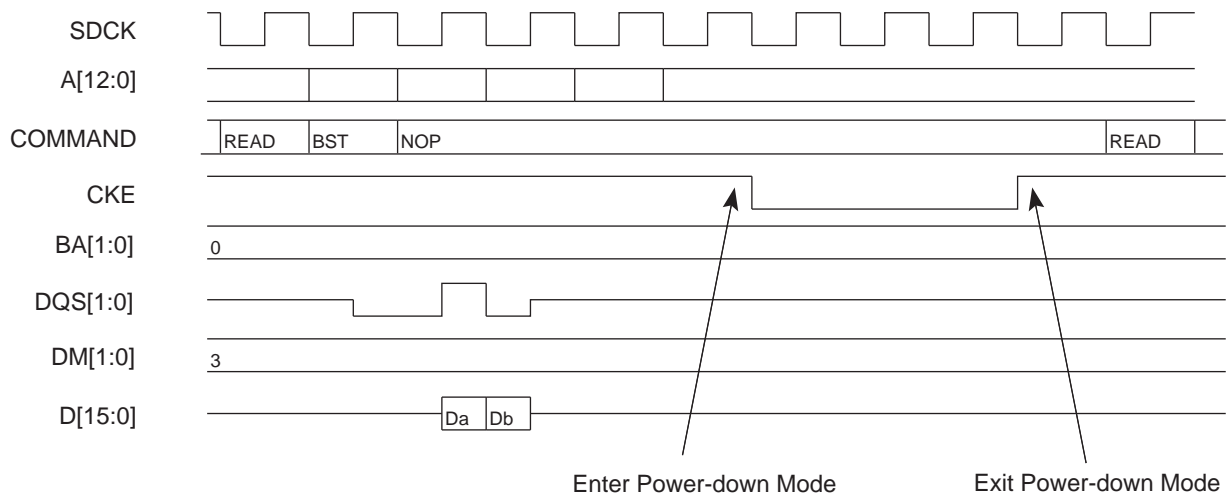 SDCK
A[12:0]
COMMAND READ BST NOP READ
CKE
BA[1:0] 0
DQS[1:0]
DM[1:0] 3
D[15:0] Da Db
Enter Power-down Mode Exit Power-down Mode